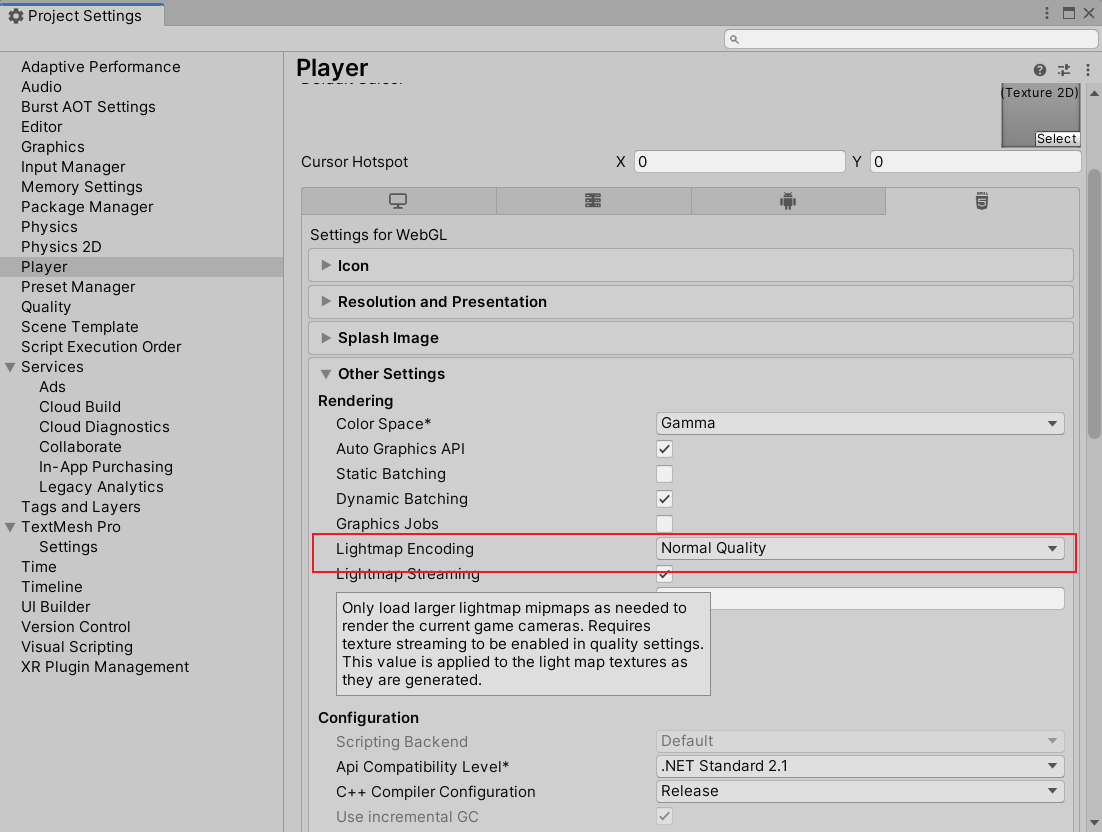 Project Settings
Adaptive Performance
Audio
Burst AOT Settings
Editor
Graphics
Input Manager
Memory Settings
Package Manager
Physics
Physics 2D
Player
Preset Manager
Quality
Scene Template
Script Execution Order
Services
Ads
Cloud Build
Cloud Diagnostics
Collaborate
In-App Purchasing
Legacy Analytics
Tags and Layers
TextMesh Pro
Settings
Time
Timeline
UI Builder
Version Control
Visual Scripting
XR Plugin Management
Player
Default Cursor
(Texture 2D)
Select
Cursor Hotspot X 0 Y 0
Settings for WebGL
Icon
Resolution and Presentation
Splash Image
Other Settings
Rendering
Color Space* Gamma
Auto Graphics API
Static Batching
Dynamic Batching
Graphics Jobs
Lightmap Encoding Normal Quality
Lightmap Streaming
Only load larger lightmap mipmaps as needed to
render the current game cameras. Requires
texture streaming to be enabled in quality settings.
This value is applied to the light map textures as
they are generated.
Configuration
Scripting Backend Default
Api Compatibility Level* .NET Standard 2.1
C++ Compiler Configuration Release
Use incremental GC